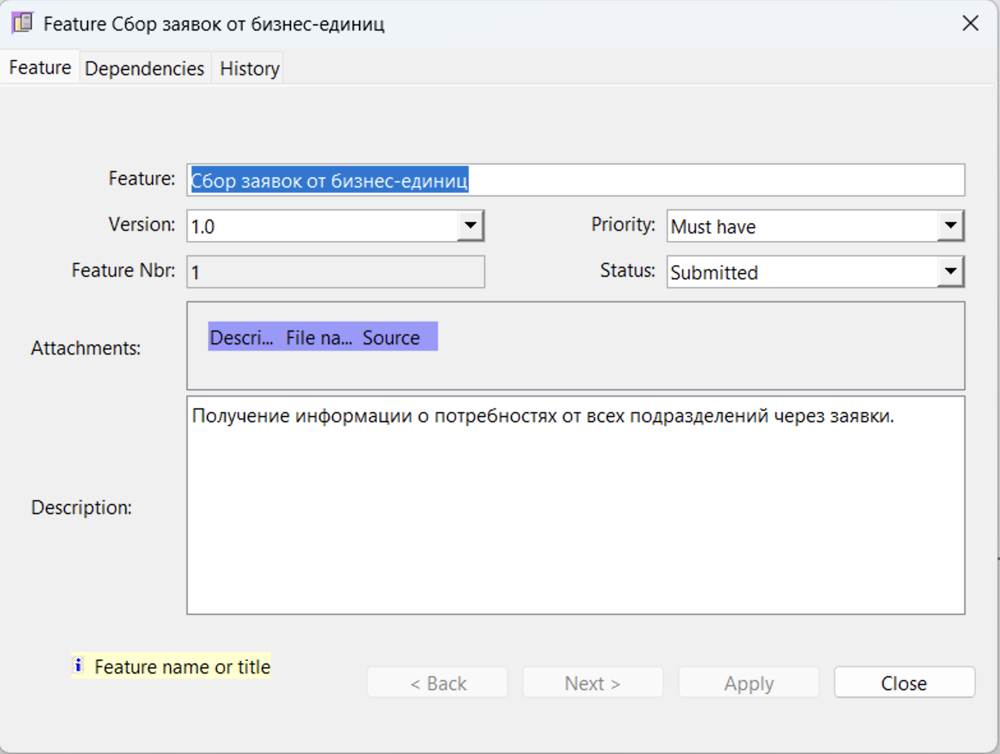 Feature Сбор заявок от бизнес-единиц
Feature Dependencies History
Feature: Сбор заявок от бизнес-единиц
Version: 1.0 Priority: Must have
Feature Nbr: 1 Status: Submitted
Attachments: Descri... File na... Source
Description: Получение информации о потребностях от всех подразделений через заявки.
Feature name or title
< Back Next > Apply Close